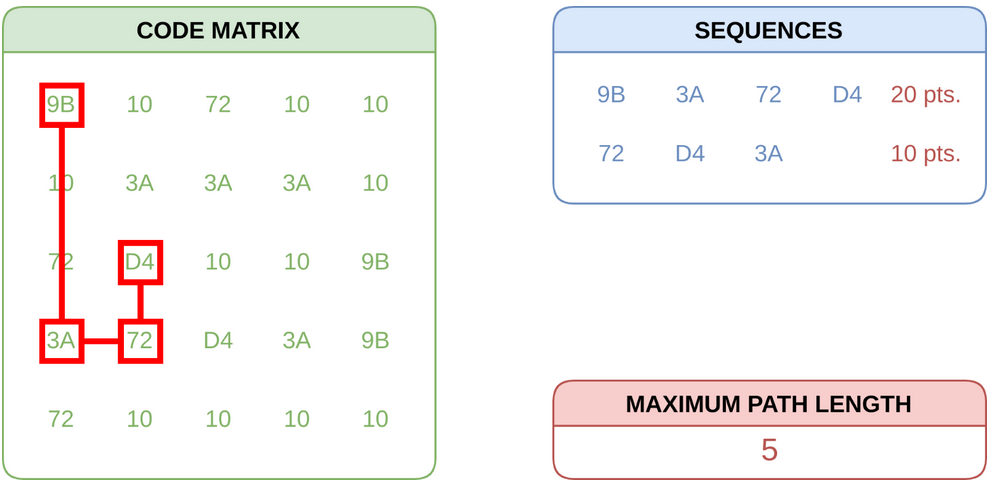 CODE MATRIX
9B 10 72 10 10
10 3A 3A 3A 10
72 D4 10 10 9B
3A 72 D4 3A 9B
72 10 10 10 10
SEQUENCES
9B 3A 72 D4 20 pts.
72 D4 3A 10 pts.
MAXIMUM PATH LENGTH
5